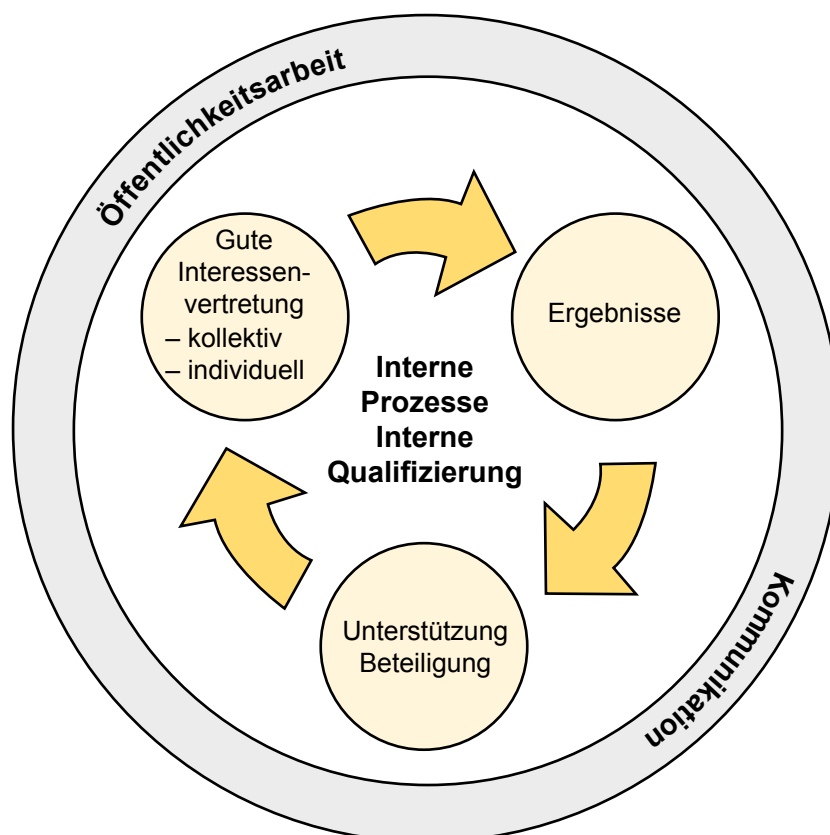 Öffentlichkeitsarbeit
Gute
Interessen-
vertretung
– kollektiv
– individuell
Ergebnisse
Interne
Prozesse
Interne
Qualifizierung
Unterstützung
Beteiligung
Kommunikation